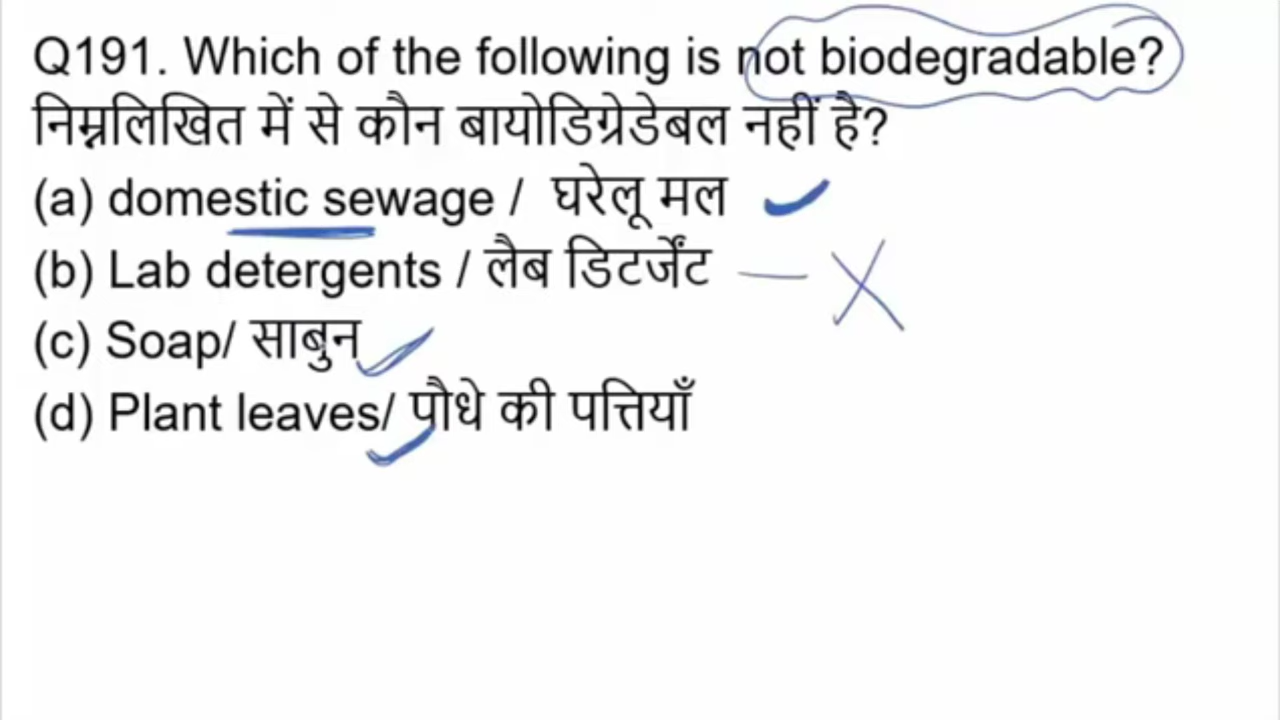 Q191. Which of the following is not biodegradable?
निम्नलिखित में से कौन बायोडिग्रेडेबल नहीं है?
(a) domestic sewage / घरेलू मल
(b) Lab detergents / लैब डिटर्जेंट
(c) Soap/ साबुन
(d) Plant leaves/ पौधे की पत्तियाँ